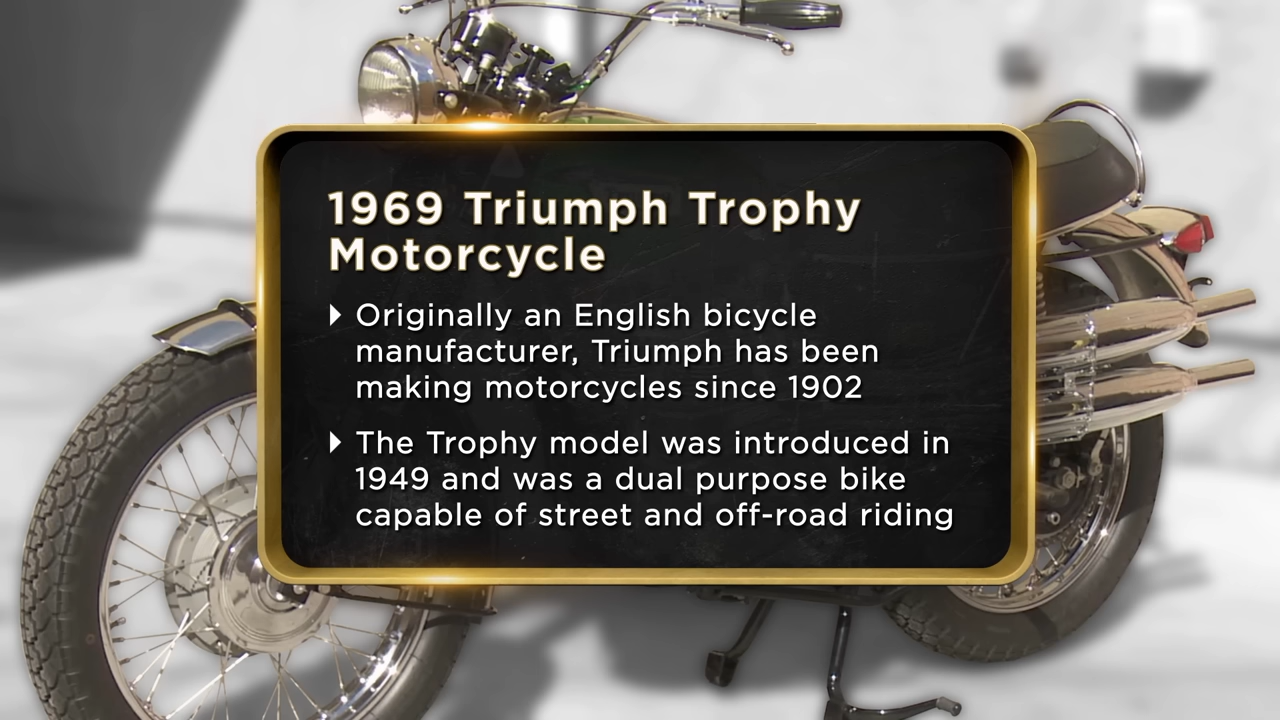 1969 Triumph Trophy
Motorcycle
Originally an English bicycle
manufacturer, Triumph has been
making motorcycles since 1902
The Trophy model was introduced in
1949 and was a dual purpose bike
capable of street and off-road riding